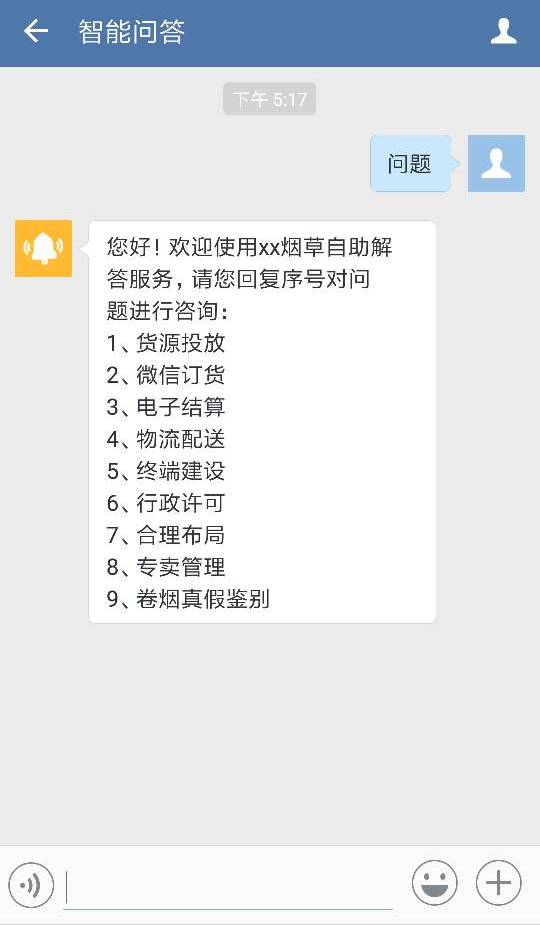 智能问答
下午 5:17
问题
您好！欢迎使用xx烟草自助解
答服务，请您回复序号对问
题进行咨询：
1、货源投放
2、微信订货
3、电子结算
4、物流配送
5、终端建设
6、行政许可
7、合理布局
8、专卖管理
9、卷烟真假鉴别